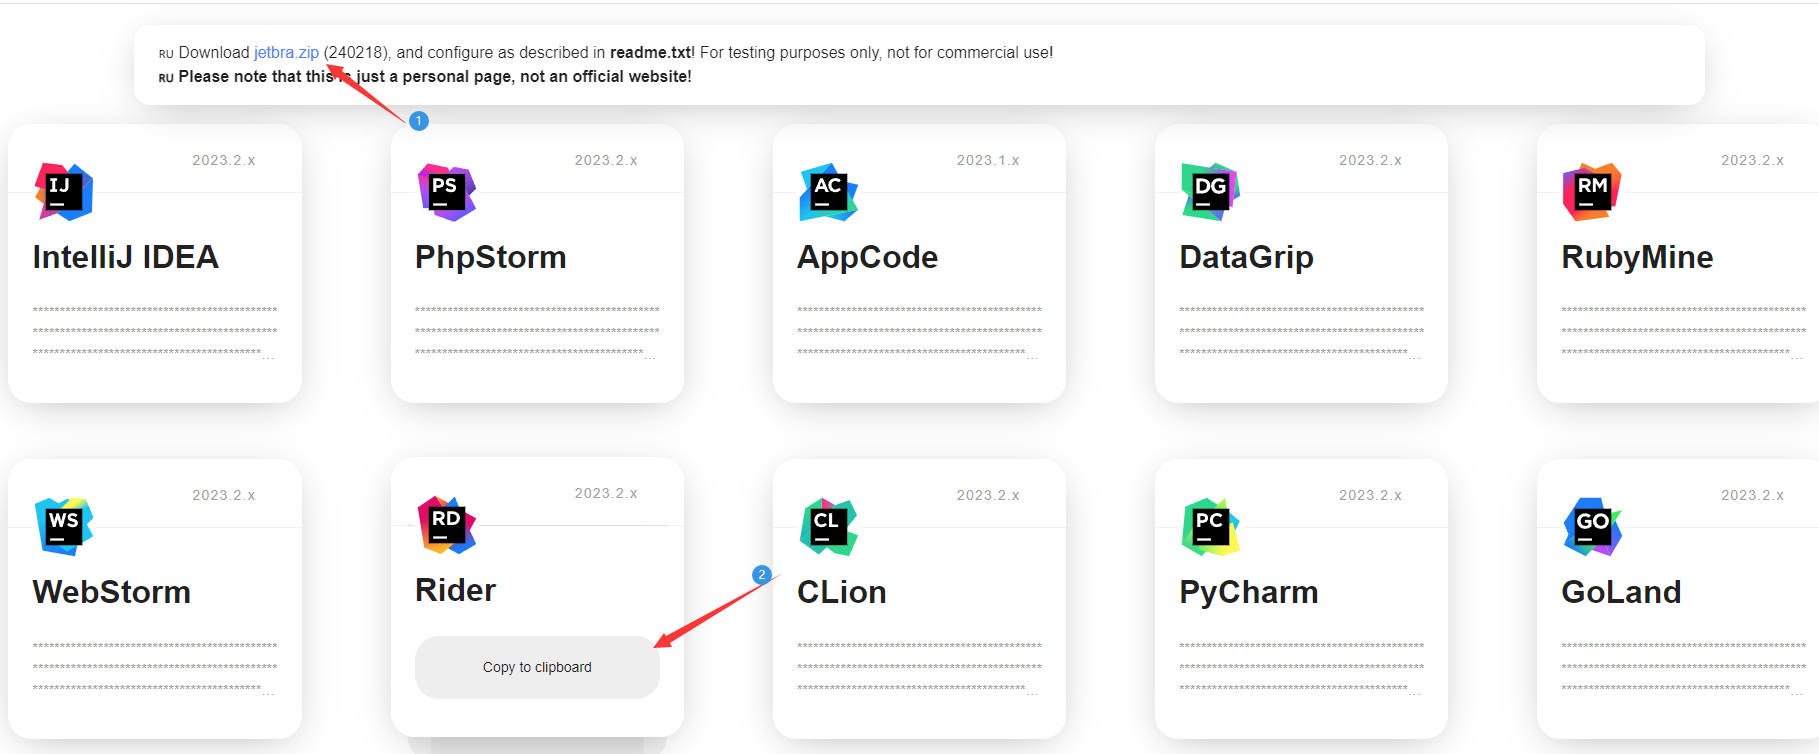 RU Download jetbra.zip (240218), and configure as described in readme.txt! For testing purposes only, not for commercial use!
RU Please note that this is just a personal page, not an official website!
1
2023.2.x
2023.2.x
2023.1.x
2023.2.x
2023.2.x
IJ
PS
AC
DG
RM
IntelliJ IDEA
PhpStorm
AppCode
DataGrip
RubyMine
2023.2.x
2023.2.x
2023.2.x
2023.2.x
2023.2.x
WS
RD
CL
PC
GO
2
WebStorm
Rider
CLion
PyCharm
GoLand
Copy to clipboard